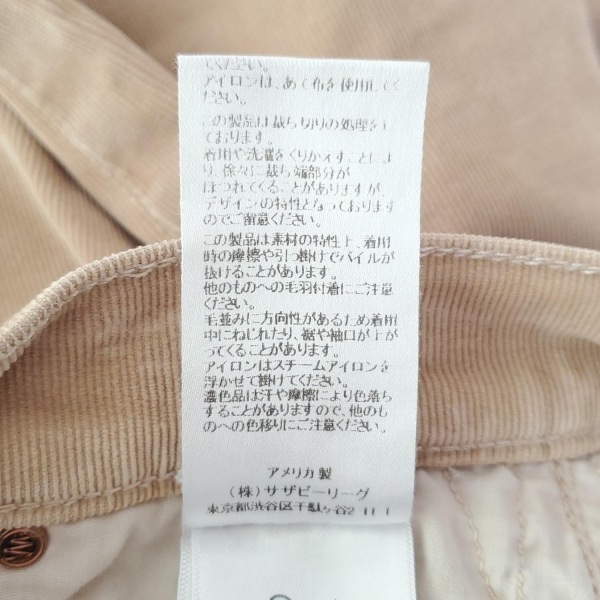 てください。
アイロンは、あて布を使用してく
ださい。
この製品は裁ち切りの処理をし
ております。
着用や洗濯をくりかえすことによ
り、徐々に裁ち端部分が
ほつれてくることがありますが、
デザインの特性となっております
のでご留意ください。
この製品は素材の特性上、着用
時の摩擦や引っ掛けでパイルが
抜けることがあります。
他のものへの毛羽付着にご注意
ください。
毛並みに方向性があるため着用
中にねじれたり、裾や袖口が上が
ってくることがあります。
アイロンはスチームアイロンを
浮かせて掛けてください。
濃色品は汗や摩擦により色落ち
することがありますので、他のも
のへの色移りにご注意ください。
アメリカ製
(株)サザビーリーグ
東京都渋谷区千駄ヶ谷2-11-1